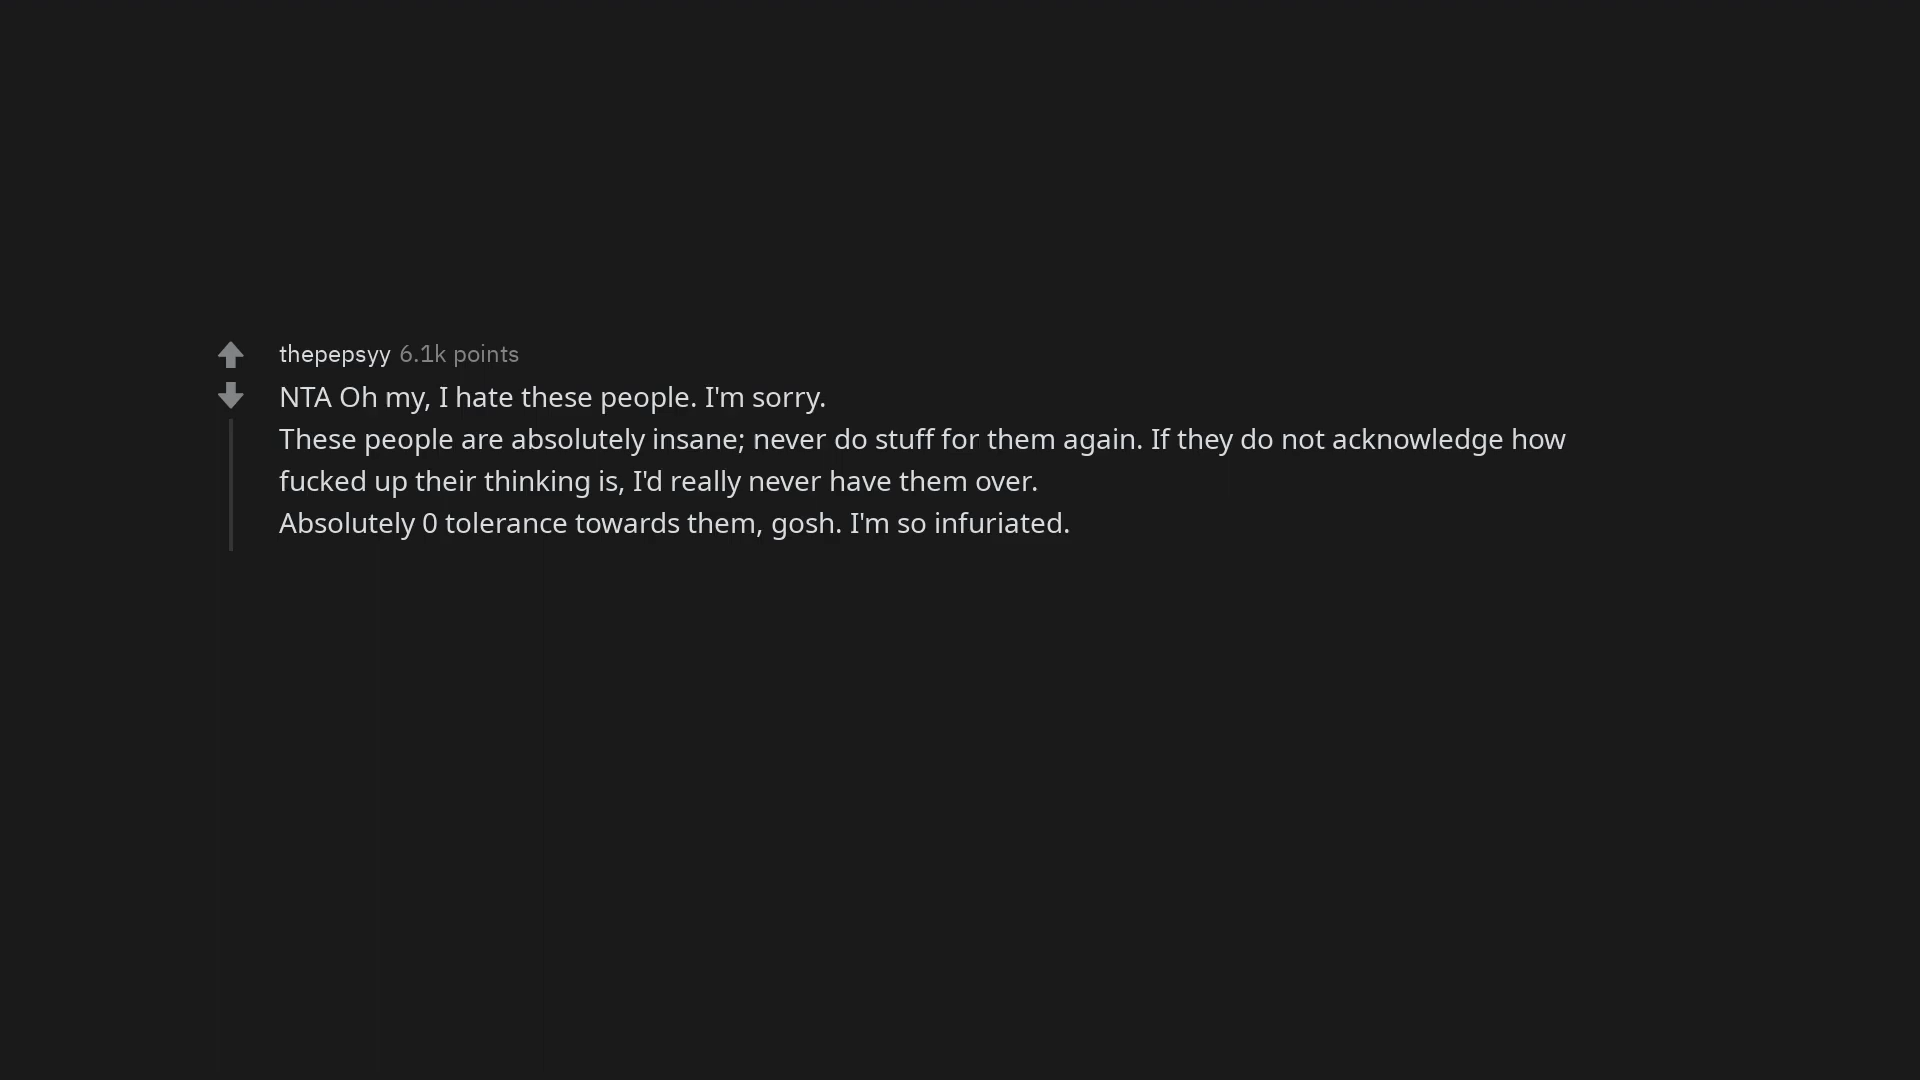 thepepsyy 6.1k points
NTA Oh my, I hate these people. I'm sorry.
These people are absolutely insane; never do stuff for them again. If they do not acknowledge how
fucked up their thinking is, I'd really never have them over.
Absolutely 0 tolerance towards them, gosh. I'm so infuriated.